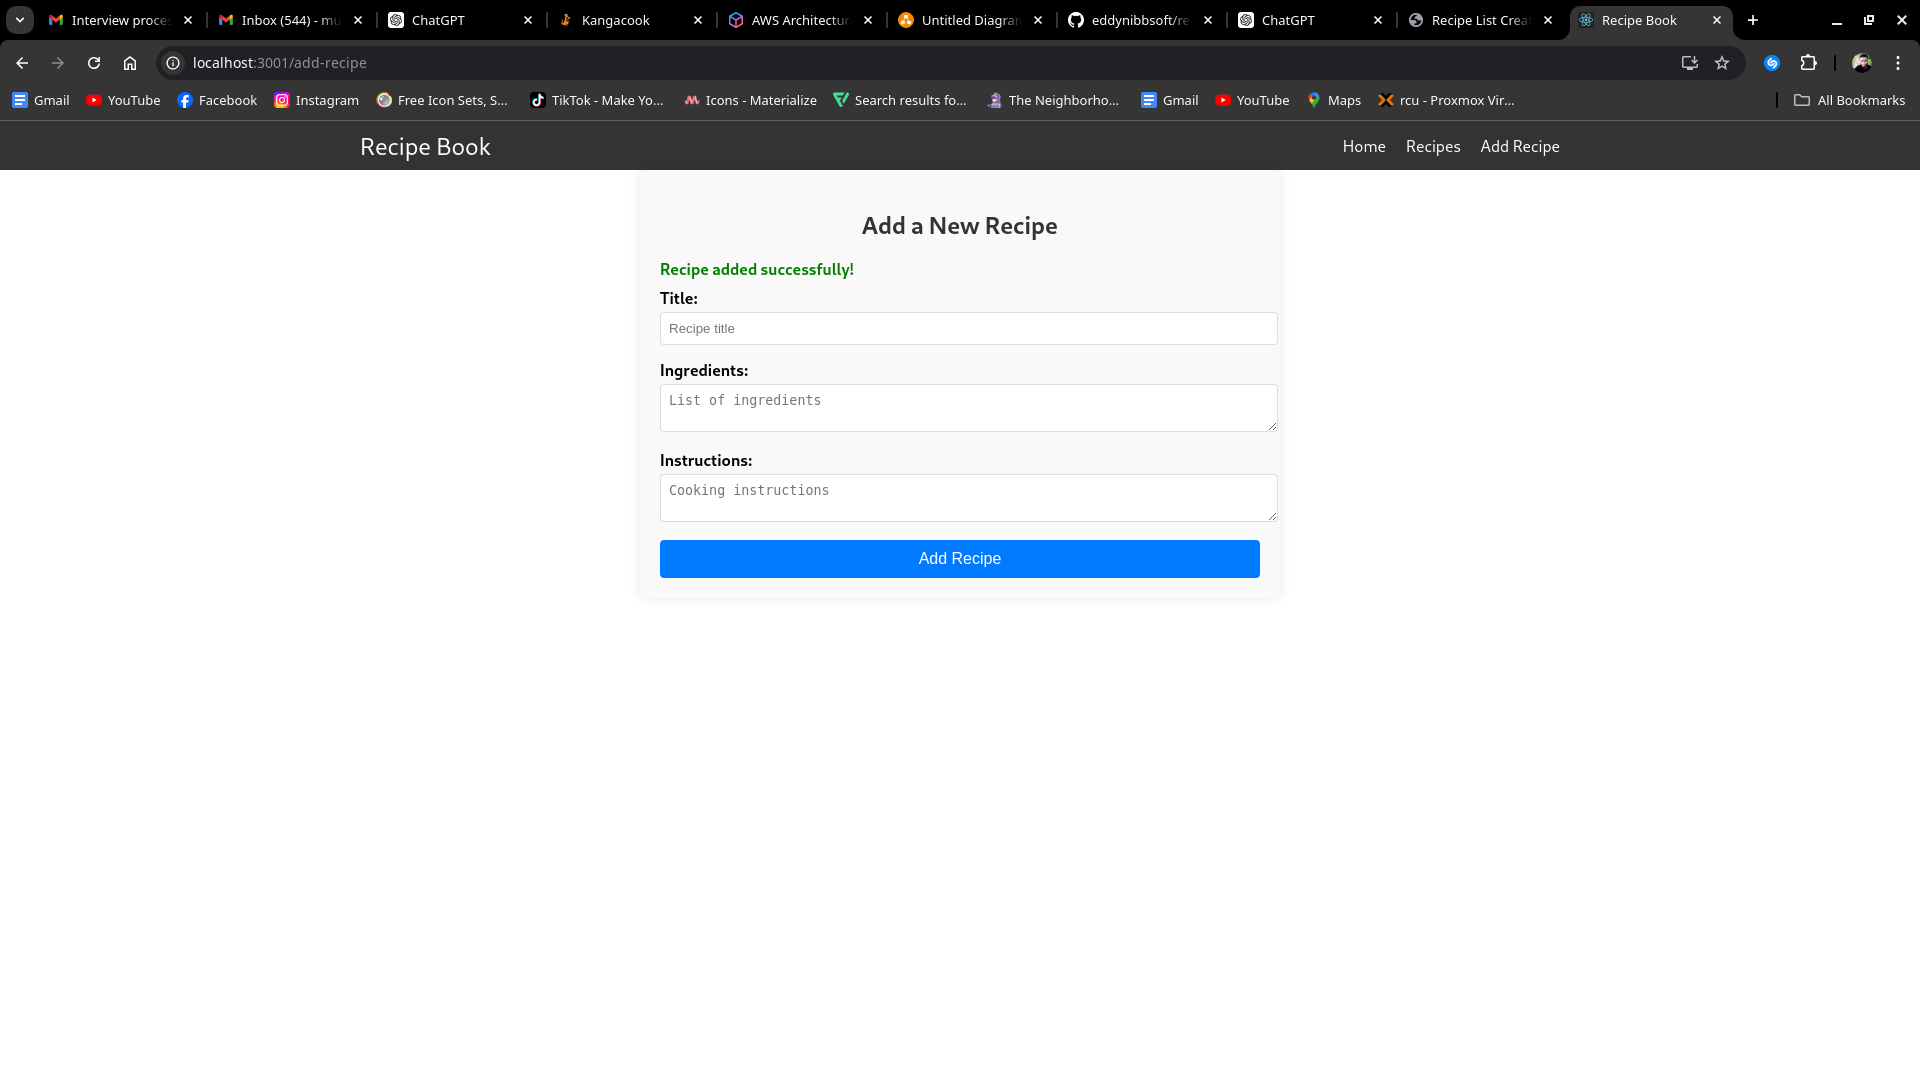 Interview proces
Inbox (544) - mu
ChatGPT
Kangacook
AWS Architectur
Untitled Diagran
eddynibbsoft/re
ChatGPT
Recipe List Crea
Recipe Book
localhost:3001/add-recipe
Gmail
YouTube
Facebook
Instagram
Free Icon Sets, S...
TikTok - Make Yo...
Icons - Materialize
Search results fo...
The Neighborho...
Gmail
YouTube
Maps
rcu - Proxmox Vir...
All Bookmarks
Recipe Book
Home
Recipes
Add Recipe
Add a New Recipe
Recipe added successfully!
Title:
Recipe title
Ingredients:
List of ingredients
Instructions:
Cooking instructions
Add Recipe